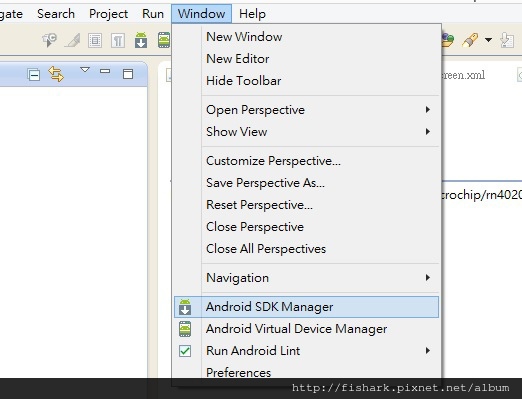 gate Search Project Run Window Help
New Window
New Editor
Hide Toolbar
reen.xml
Open Perspective
Show View
Customize Perspective...
Save Perspective As...
crochip/rn4020
Reset Perspective...
Close Perspective
Close All Perspectives
Navigation
Android SDK Manager
Android Virtual Device Manager
Run Android Lint
Preferences
http://fishark.pixnet.net/album